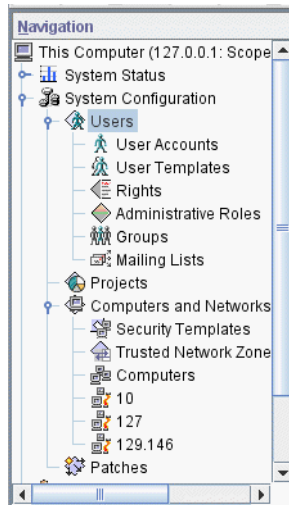 Navigation
This Computer (127.0.0.1: Scope
System Status
System Configuration
Users
User Accounts
User Templates
Rights
Administrative Roles
Groups
Mailing Lists
Projects
Computers and Networks
Security Templates
Trusted Network Zone
Computers
10
127
129.146
Patches